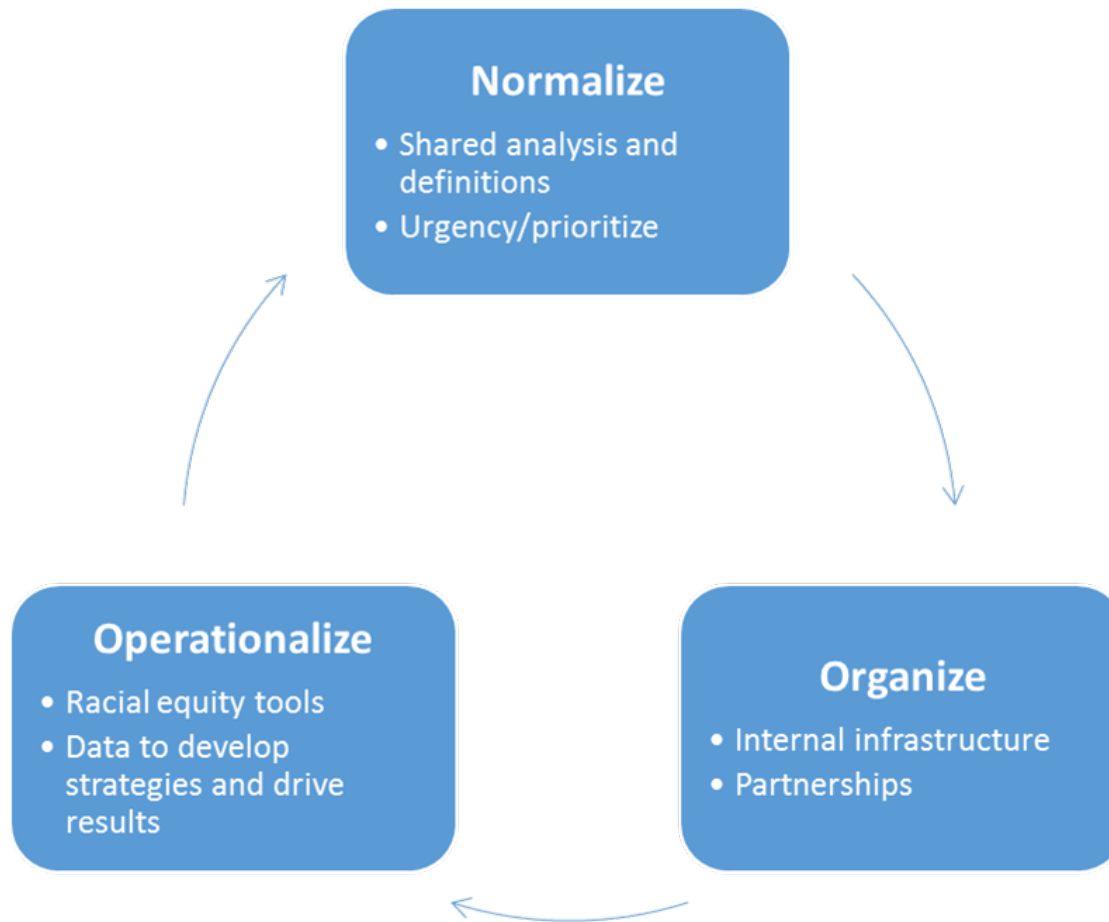 Normalize
• Shared analysis and
definitions
• Urgency/prioritize
Operationalize
• Racial equity tools
• Data to develop
strategies and drive
results
Organize
• Internal infrastructure
• Partnerships